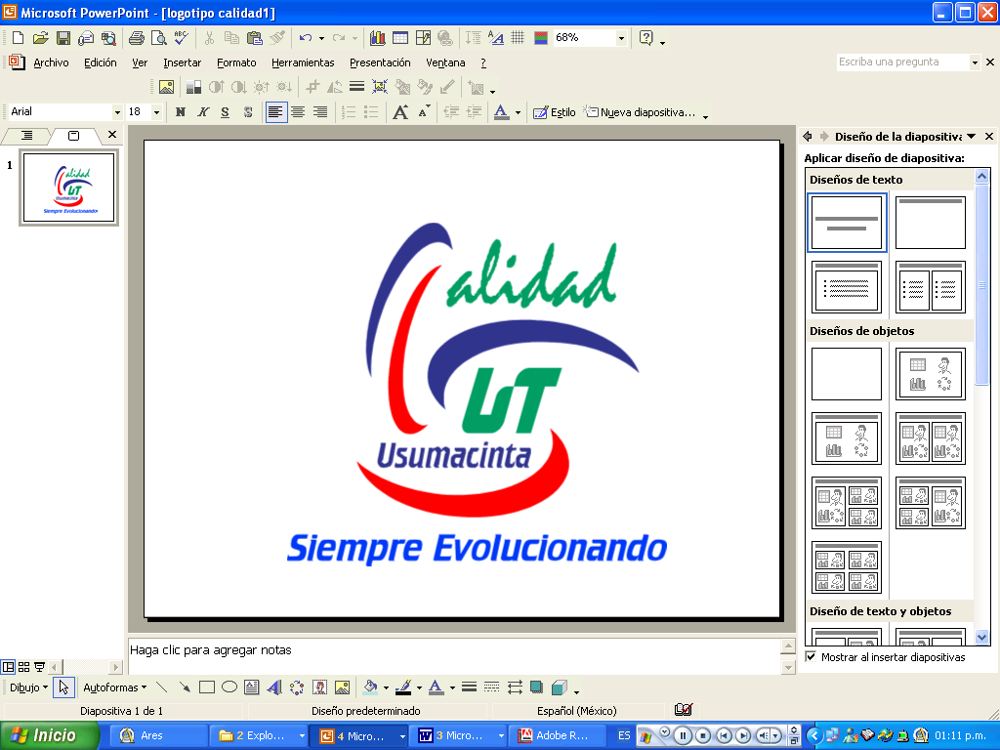 Microsoft PowerPoint - [logotipo calidad1]
68%
Archivo Edición Ver Insertar Formato Herramientas Presentación Ventana ?
Escriba una pregunta
Arial 18 N K S S A A A Estilo Nueva diapositiva...
Diseño de la diapositiva
Aplicar diseño de diapositiva:
1
Calidad
UT
Usumacinta
Siempre Evolucionando
Diseños de texto
alidad
UT
Usumacinta
Siempre Evolucionando
Diseños de objetos
Diseño de texto y objetos
Haga clic para agregar notas
Mostrar al insertar diapositivas
Dibujo Autoformas
Diapositiva 1 de 1 Diseño predeterminado Español (México)
Inicio Ares 2 Explo... 4 Micro... 3 Micro... Adobe R... ES 01:11 p.m.